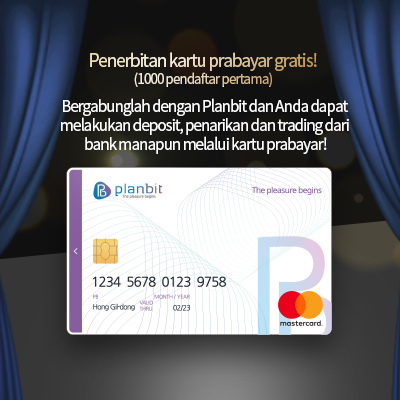 Penerbitan kartu prabayar gratis!
(1000 pendaftar pertama)
Bergabunglah dengan Planbit dan Anda dapat
melakukan deposit, penarikan dan trading dari
bank manapun melalui kartu prabayar!
planbit
The pleasure begins
The pleasure begins
1234 5678 0123 9758
MONTH / YEAR
Hong Gil-dong
VALID
THRU
02/23
mastercard.